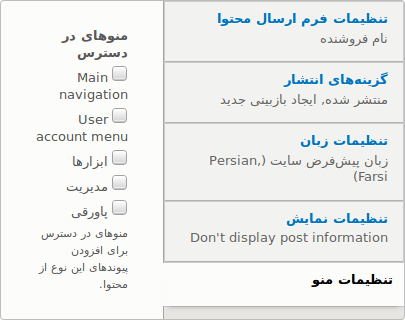 تنظیمات فرم ارسال محتوا
نام فروشنده
گزینه‌های انتشار
منتشر شده, ایجاد بازبینی جدید
تنظیمات زبان
زبان پیش‌فرض سایت (Persian,
Farsi)
تنظیمات نمایش
Don't display post information
تنظیمات منو
منوهای در
دسترس
Main
navigation
User
account menu
ابزارها
مدیریت
پاورقی
منوهای در دسترس
برای افزودن
پیوندهای این نوع از
محتوا.